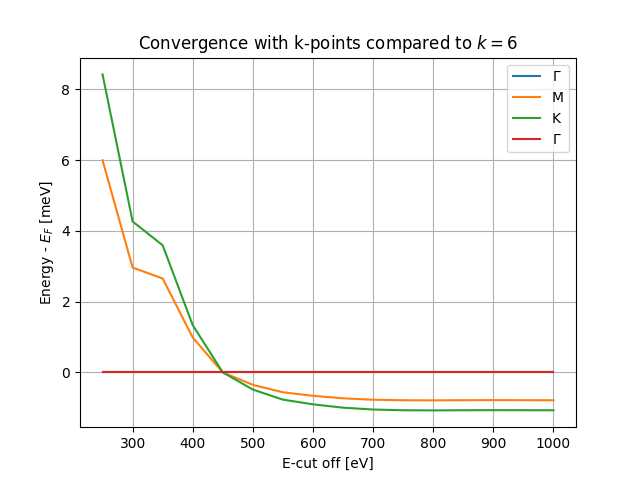 Convergence with k-points compared to k = 6
Γ
M
K
Γ
8
6
4
2
0
Energy - E_F [meV]
300 400 500 600 700 800 900 1000
E-cut off [eV]